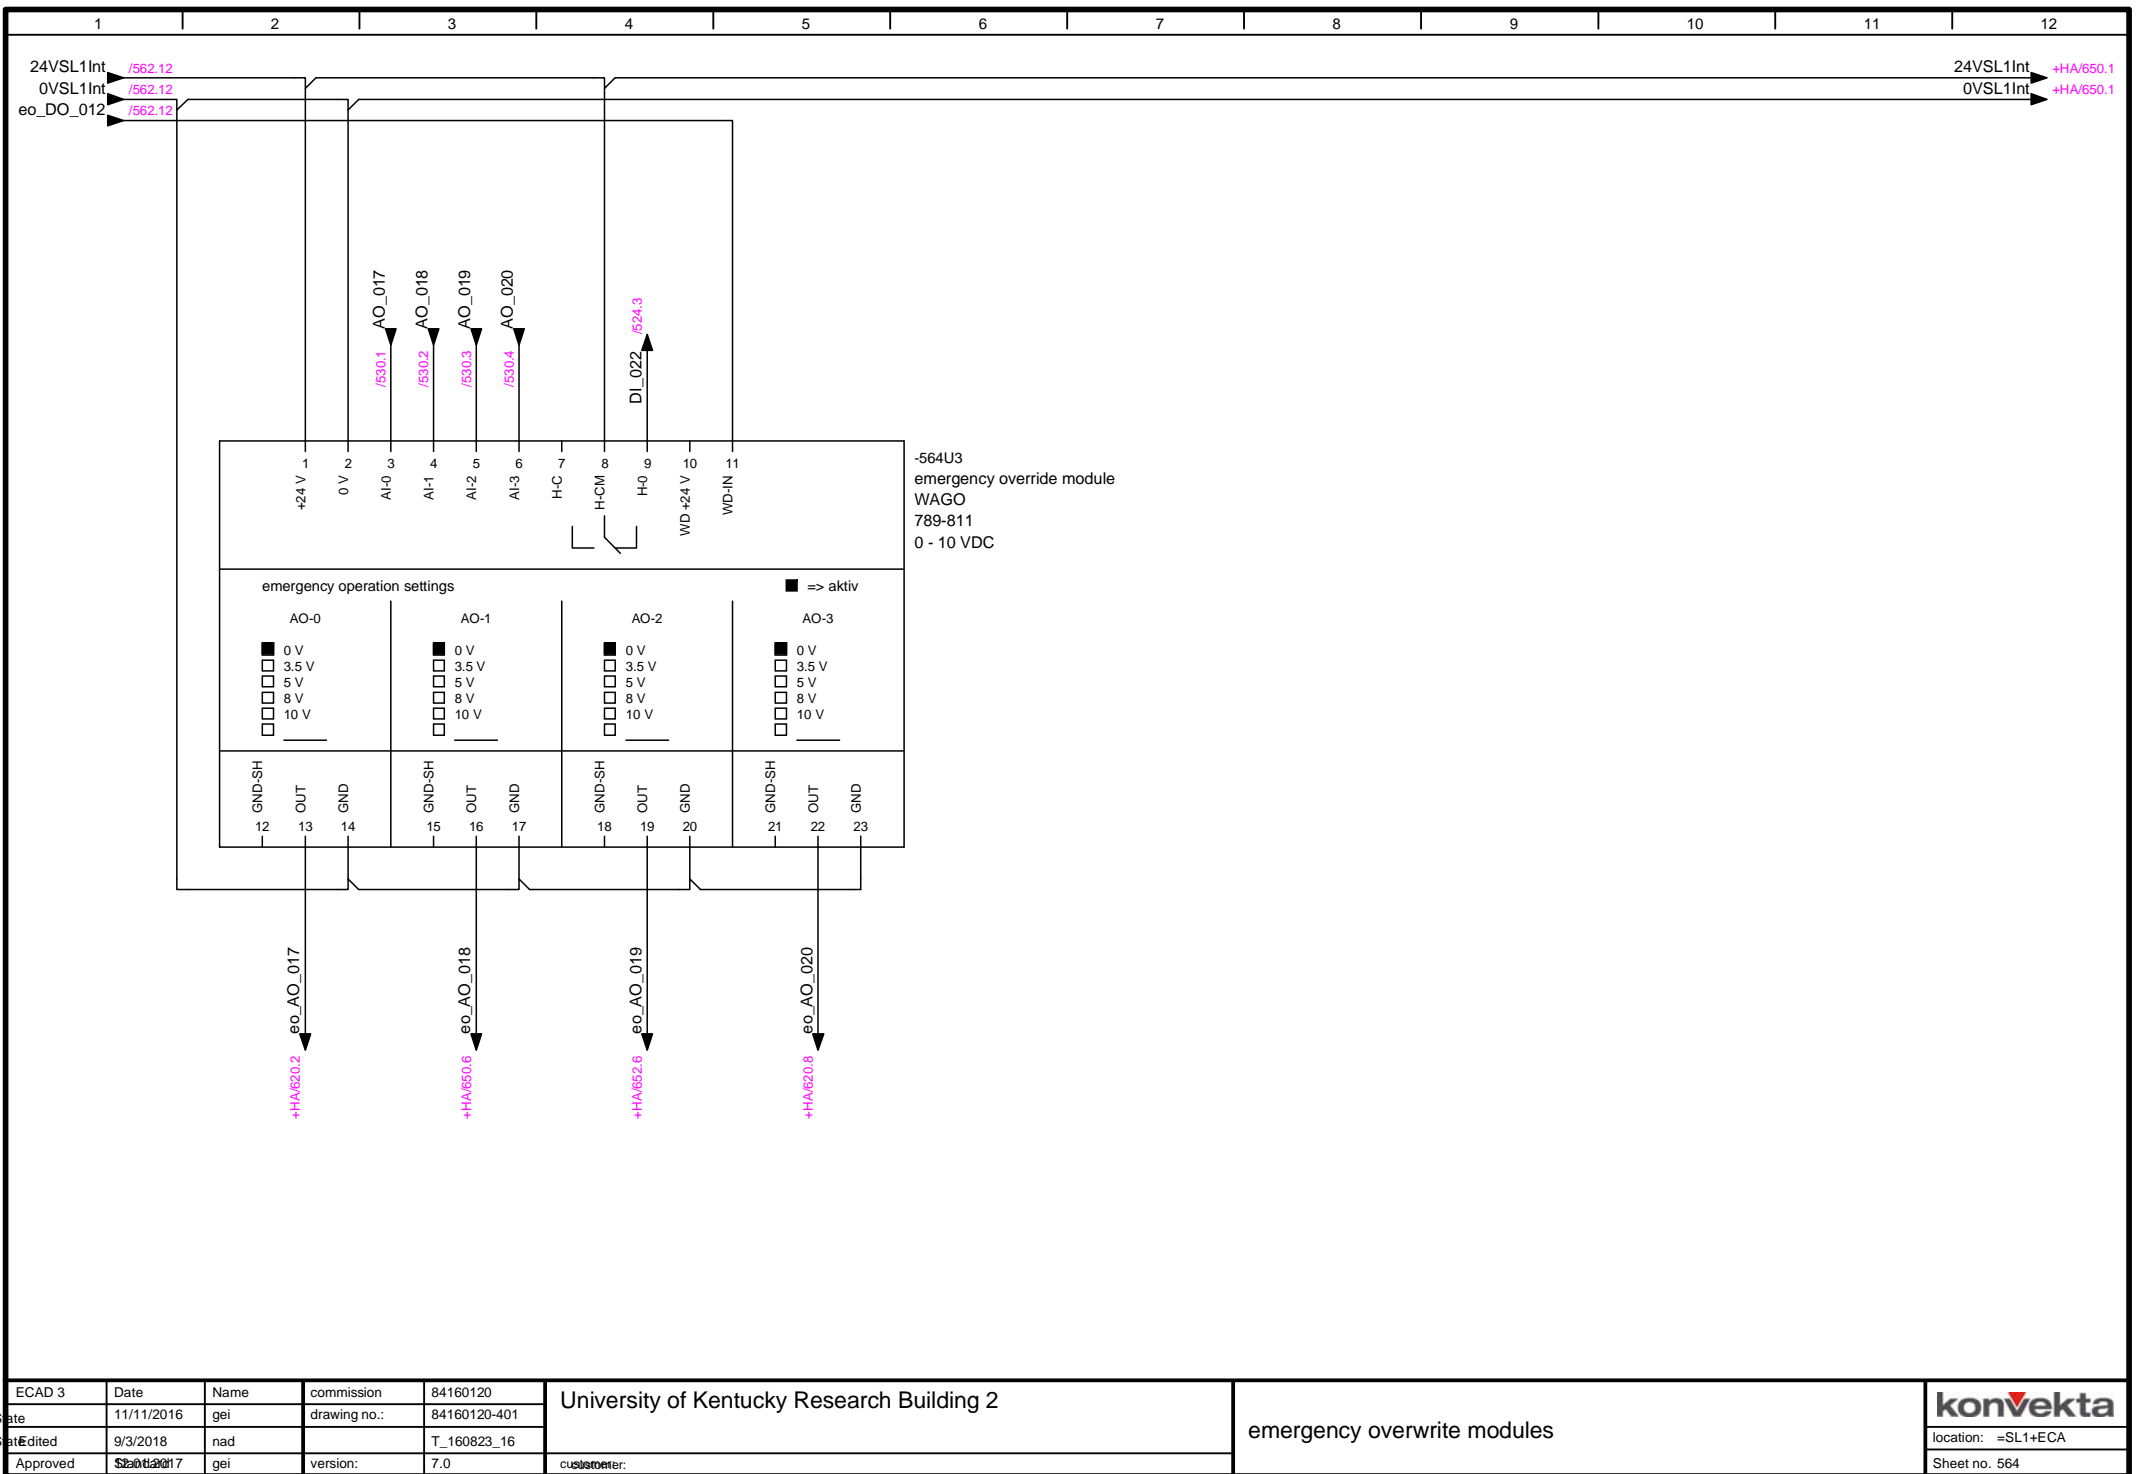 1 2 3 4 5 6 7 8 9 10 11 12
24VSL1Int /562.12
0VSL1Int /562.12
eo_DO_012 /562.12
24VSL1Int +HA/650.1
0VSL1Int +HA/650.1
AO_017 AO_018 AO_019 AO_020
/530.1 /530.2 /530.3 /530.4
DI_022 /524.3
1 2 3 4 5 6 7 8 9 10 11
+24 V 0 V AI-0 AI-1 AI-2 AI-3 H-C H-CM H-0 WD +24 V WD-IN
-564U3
emergency override module
WAGO
789-811
0 - 10 VDC
emergency operation settings => aktiv
AO-0 AO-1 AO-2 AO-3
0 V 0 V 0 V 0 V
3.5 V 3.5 V 3.5 V 3.5 V
5 V 5 V 5 V 5 V
8 V 8 V 8 V 8 V
10 V 10 V 10 V 10 V
GND-SH OUT GND GND-SH OUT GND GND-SH OUT GND GND-SH OUT GND
12 13 14 15 16 17 18 19 20 21 22 23
eo_AO_017 eo_AO_018 eo_AO_019 eo_AO_020
+HA/620.2 +HA/650.6 +HA/652.6 +HA/620.8
ECAD 3 Date Name commission 84160120
11/11/2016 gei drawing no.: 84160120-401
Edited 9/3/2018 nad T_160823_16
Approved gei version: 7.0
University of Kentucky Research Building 2
customer:
emergency overwrite modules
konvekta
location: =SL1+ECA
Sheet no. 564